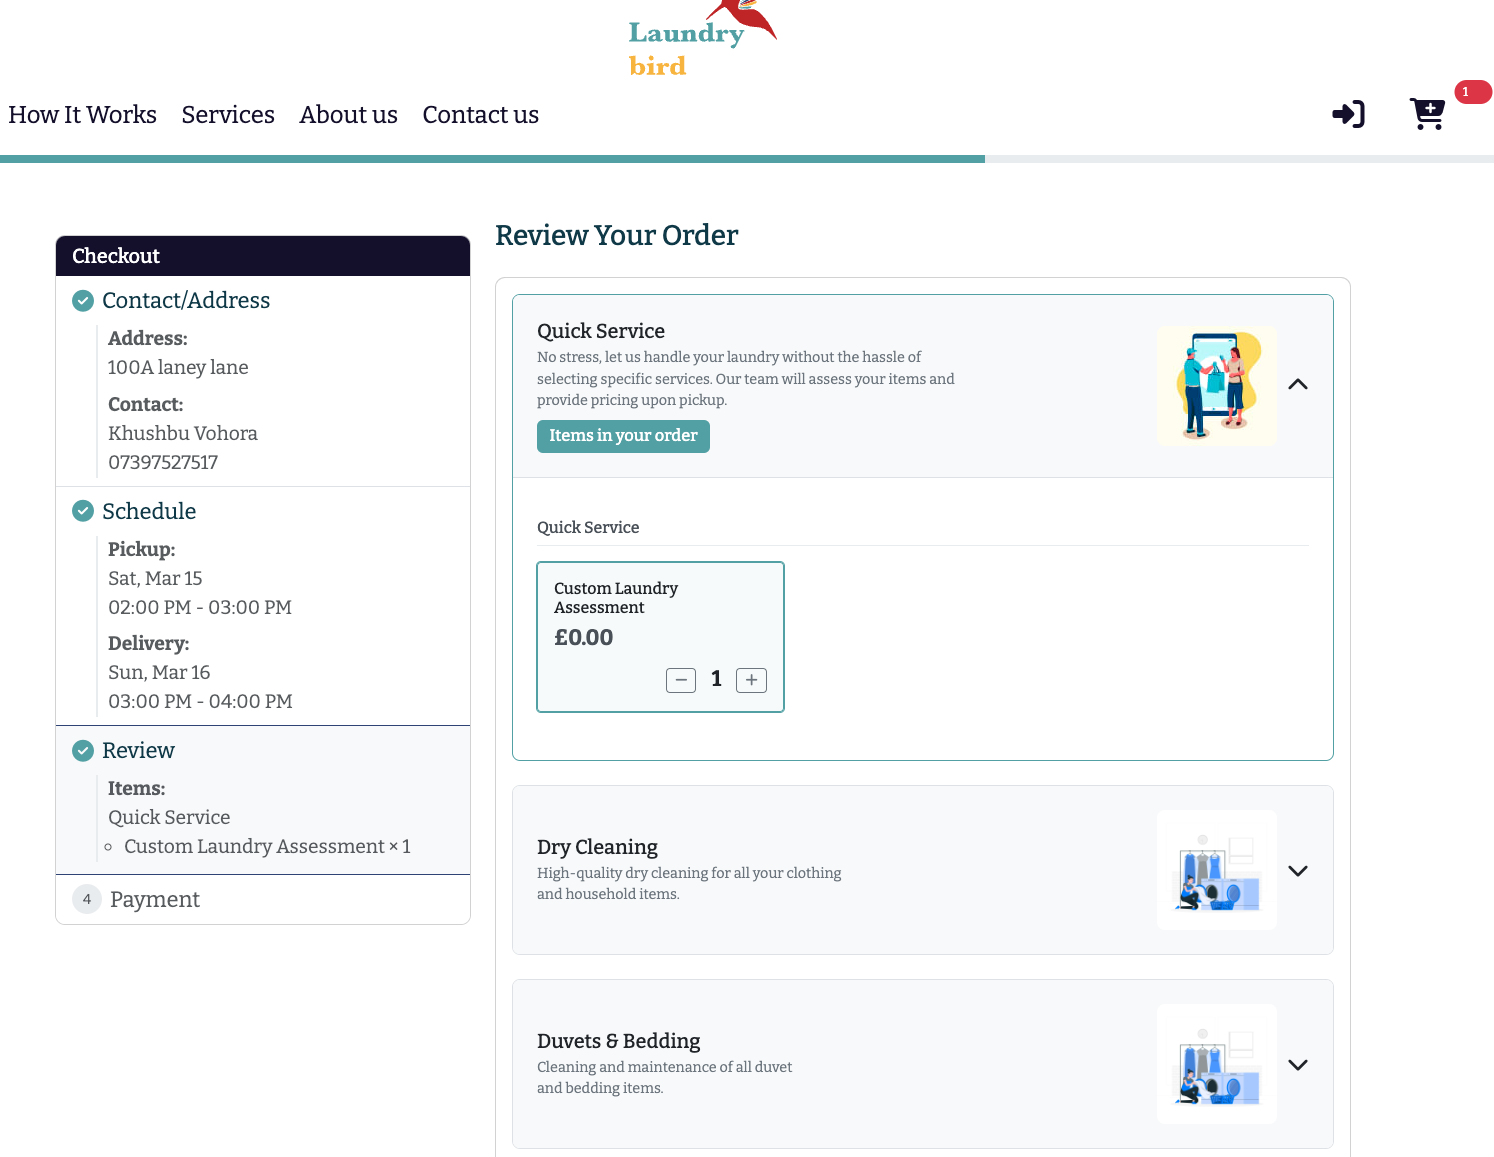 Laundry
bird
How It Works Services About us Contact us
1
Checkout
Contact/Address
Address:
100A laney lane
Contact:
Khushbu Vohora
07397527517
Schedule
Pickup:
Sat, Mar 15
02:00 PM - 03:00 PM
Delivery:
Sun, Mar 16
03:00 PM - 04:00 PM
Review
Items:
Quick Service
Custom Laundry Assessment × 1
4 Payment
Review Your Order
Quick Service
No stress, let us handle your laundry without the hassle of
selecting specific services. Our team will assess your items and
provide pricing upon pickup.
Items in your order
Quick Service
Custom Laundry
Assessment
£0.00
− 1 +
Dry Cleaning
High-quality dry cleaning for all your clothing
and household items.
Duvets & Bedding
Cleaning and maintenance of all duvet
and bedding items.